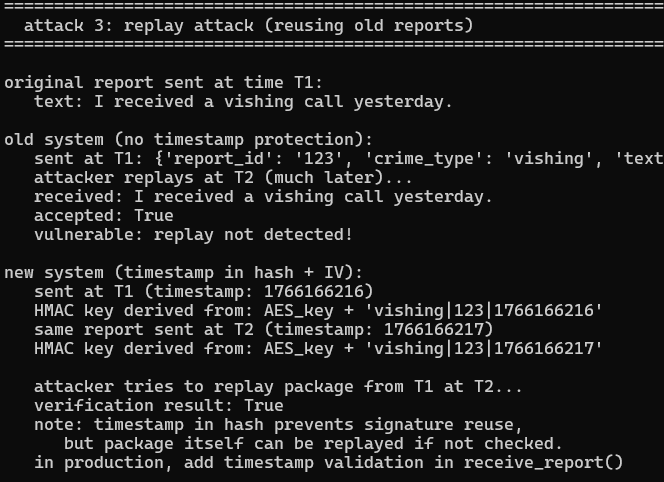 ================================================================
attack 3: replay attack (reusing old reports)
================================================================
original report sent at time T1:
text: I received a vishing call yesterday.
old system (no timestamp protection):
sent at T1: {'report_id': '123', 'crime_type': 'vishing', 'text
attacker replays at T2 (much later)...
received: I received a vishing call yesterday.
accepted: True
vulnerable: replay not detected!
new system (timestamp in hash + IV):
sent at T1 (timestamp: 1766166216)
HMAC key derived from: AES_key + 'vishing|123|1766166216'
same report sent at T2 (timestamp: 1766166217)
HMAC key derived from: AES_key + 'vishing|123|1766166217'
attacker tries to replay package from T1 at T2...
verification result: True
note: timestamp in hash prevents signature reuse,
but package itself can be replayed if not checked.
in production, add timestamp validation in receive_report()